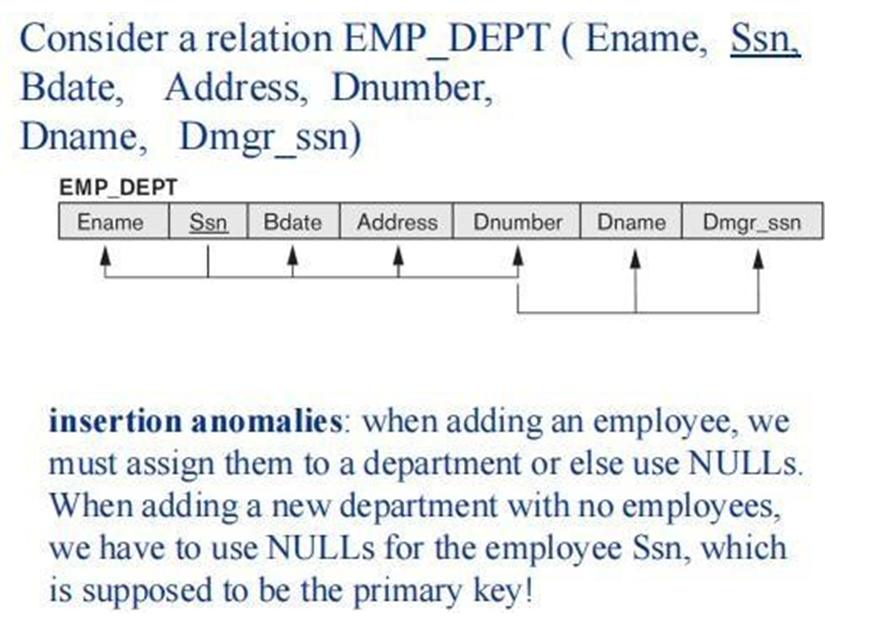 Consider a relation EMP_DEPT ( Ename, Ssn,
Bdate, Address, Dnumber,
Dname, Dmgr_ssn)
EMP_DEPT
Ename Ssn Bdate Address Dnumber Dname Dmgr_ssn
insertion anomalies: when adding an employee, we
must assign them to a department or else use NULLs.
When adding a new department with no employees,
we have to use NULLs for the employee Ssn, which
is supposed to be the primary key!